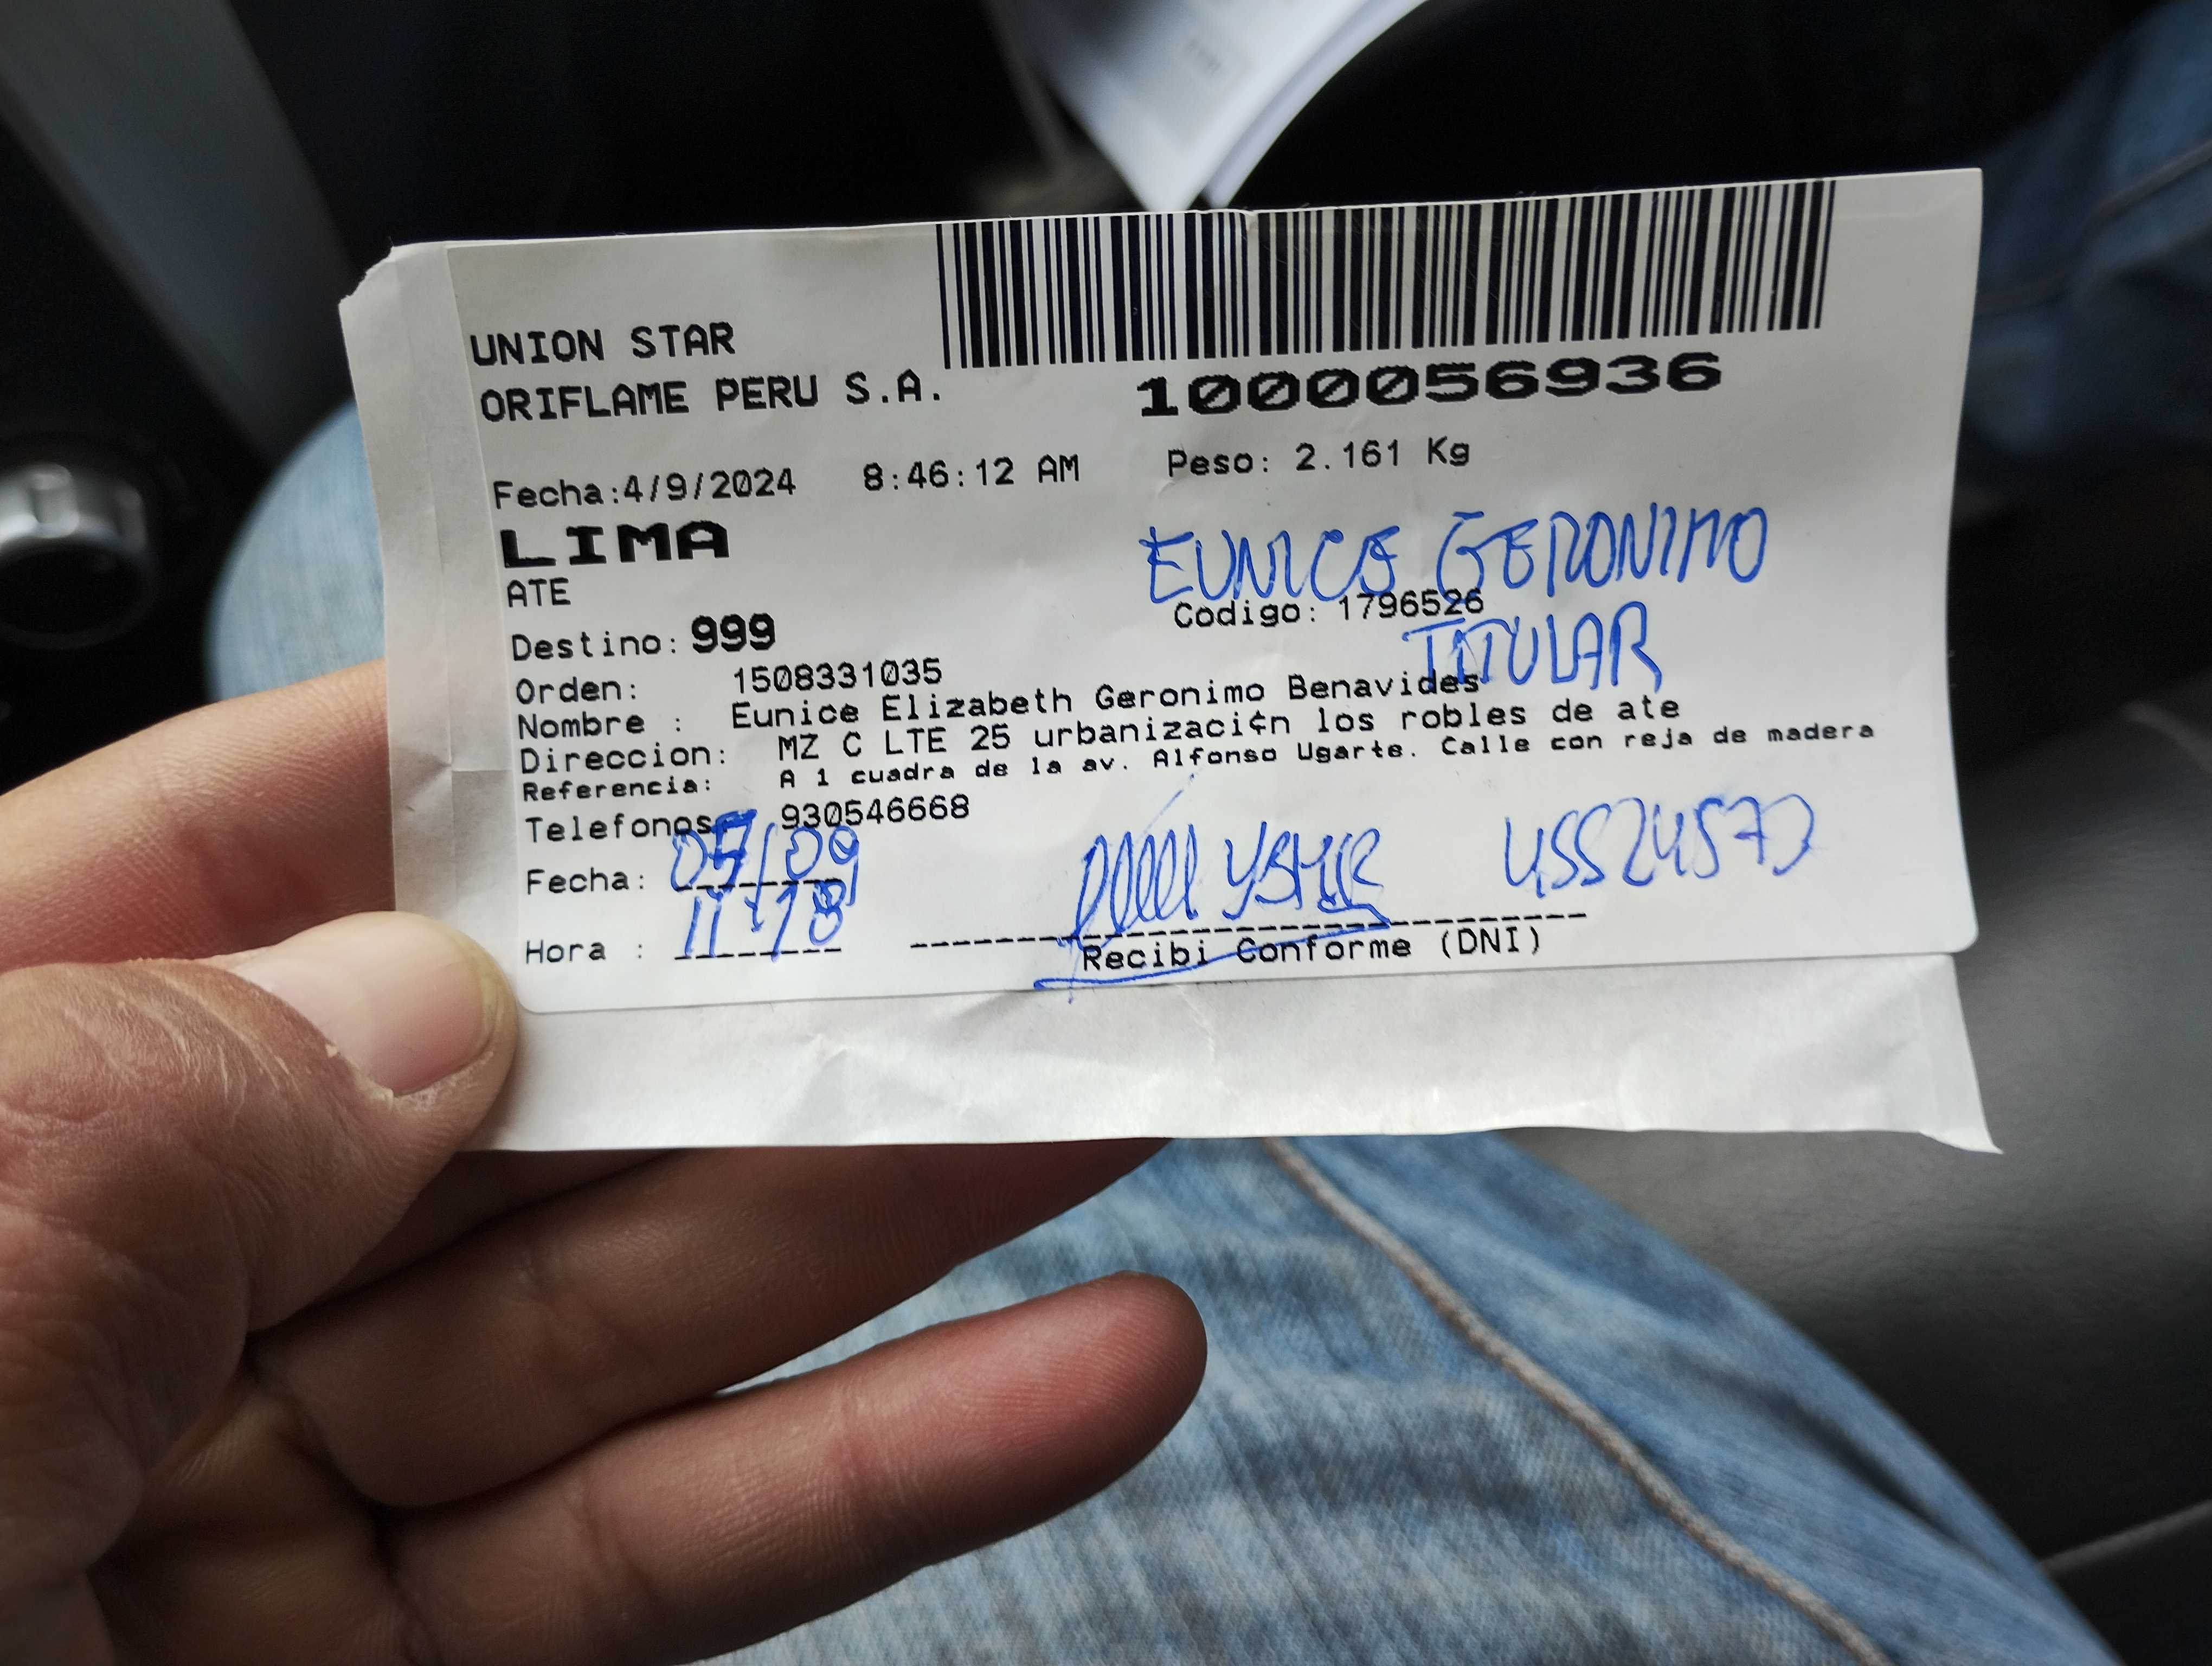 UNION STAR
ORIFLAME PERU S.A.
1000056936
Fecha:4/9/2024 8:46:12 AM Peso: 2.161 Kg
LIMA
EUNICE GERONIMO
ATE
Codigo: 1796526
Destino: 999
TITULAR
Orden: 1508331035
Nombre : Eunice Elizabeth Geronimo Benavides
Direccion: MZ C LTE 25 urbanizaci¢n los robles de ate
Referencia: A 1 cuadra de la av. Alfonso Ugarte. Calle con reja de madera
Telefonos: 930546668
Fecha: 05/09
Hora : 11:18
45524573
Recibi Conforme (DNI)